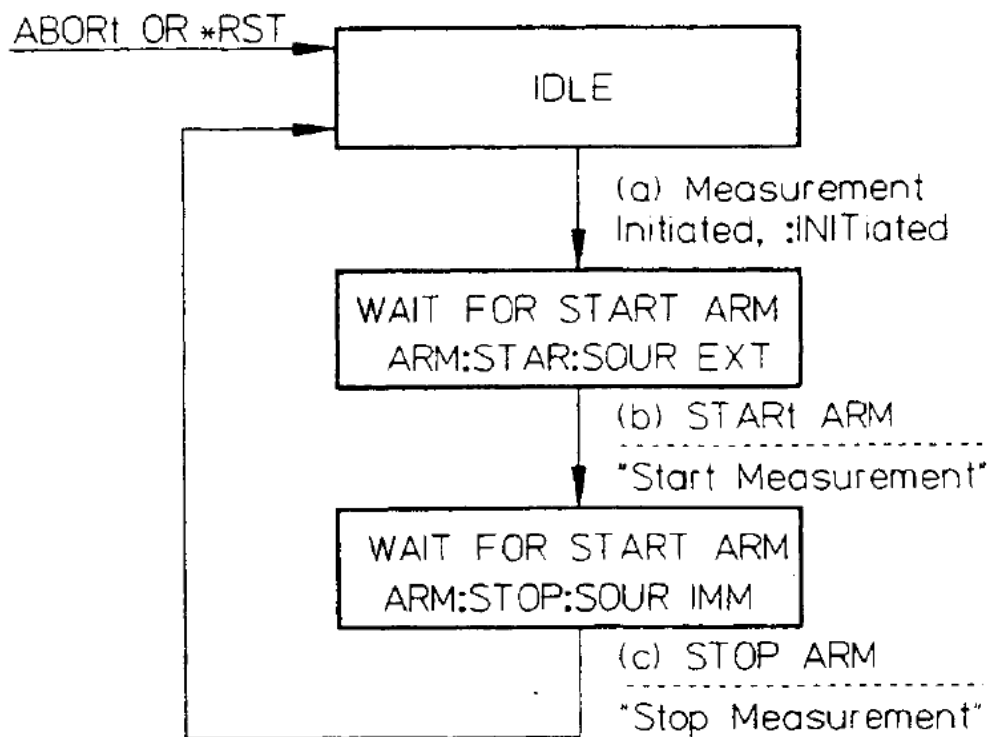 ABORt OR *RST
IDLE
(a) Measurement
Initiated, :INITiated
WAIT FOR START ARM
ARM:STAR:SOUR EXT
(b) STARt ARM
"Start Measurement"
WAIT FOR START ARM
ARM:STOP:SOUR IMM
(c) STOP ARM
"Stop Measurement"